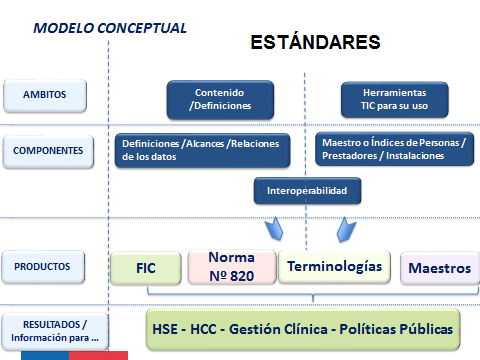 MODELO CONCEPTUAL
ESTÁNDARES
AMBITOS
Contenido
/Definiciones
Herramientas
TIC para su uso
COMPONENTES
Definiciones /Alcances /Relaciones
de los datos
Maestro o Índices de Personas /
Prestadores / Instalaciones
Interoperabilidad
PRODUCTOS
FIC
Norma
Nº 820
Terminologías
Maestros
RESULTADOS /
Información para ...
HSE - HCC - Gestión Clínica - Políticas Públicas